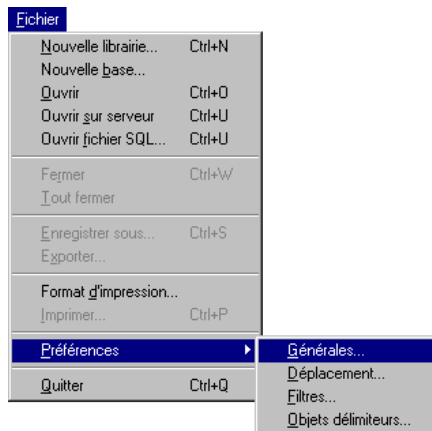 Fichier
Nouvelle librairie... Ctrl+N
Nouvelle base...
Ouvrir Ctrl+O
Ouvrir sur serveur Ctrl+U
Ouvrir fichier SQL... Ctrl+U
Fermer Ctrl+W
Tout fermer
Enregistrer sous... Ctrl+S
Exporter...
Format d'impression...
Imprimer... Ctrl+P
Préférences Générales...
Déplacement...
Quitter Ctrl+Q
Filtres...
Objets délimiteurs...